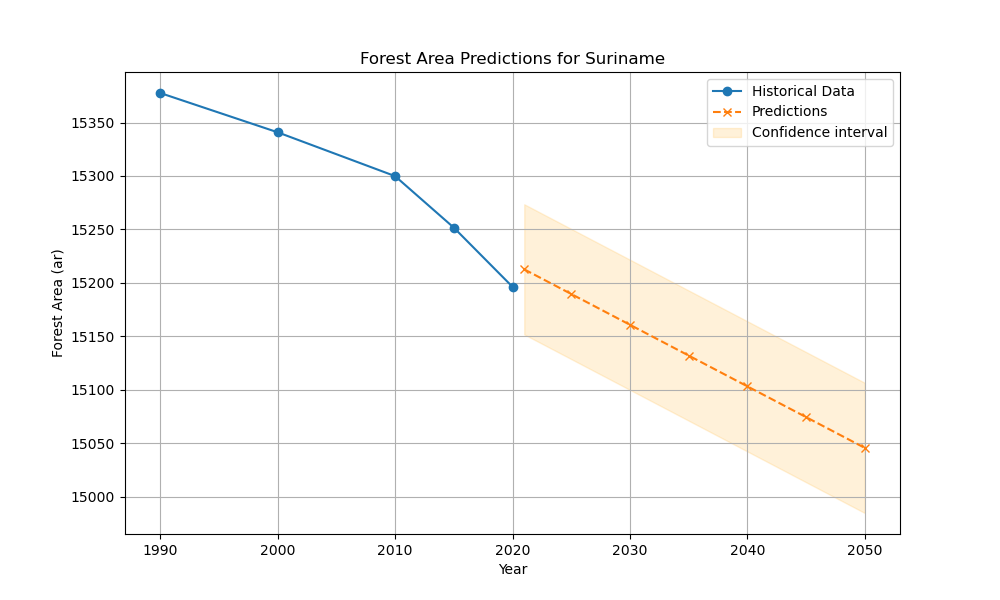 Forest Area Predictions for Suriname
Historical Data
Predictions
Confidence interval
Forest Area (ar)
15350
15300
15250
15200
15150
15100
15050
15000
1990 2000 2010 2020 2030 2040 2050
Year